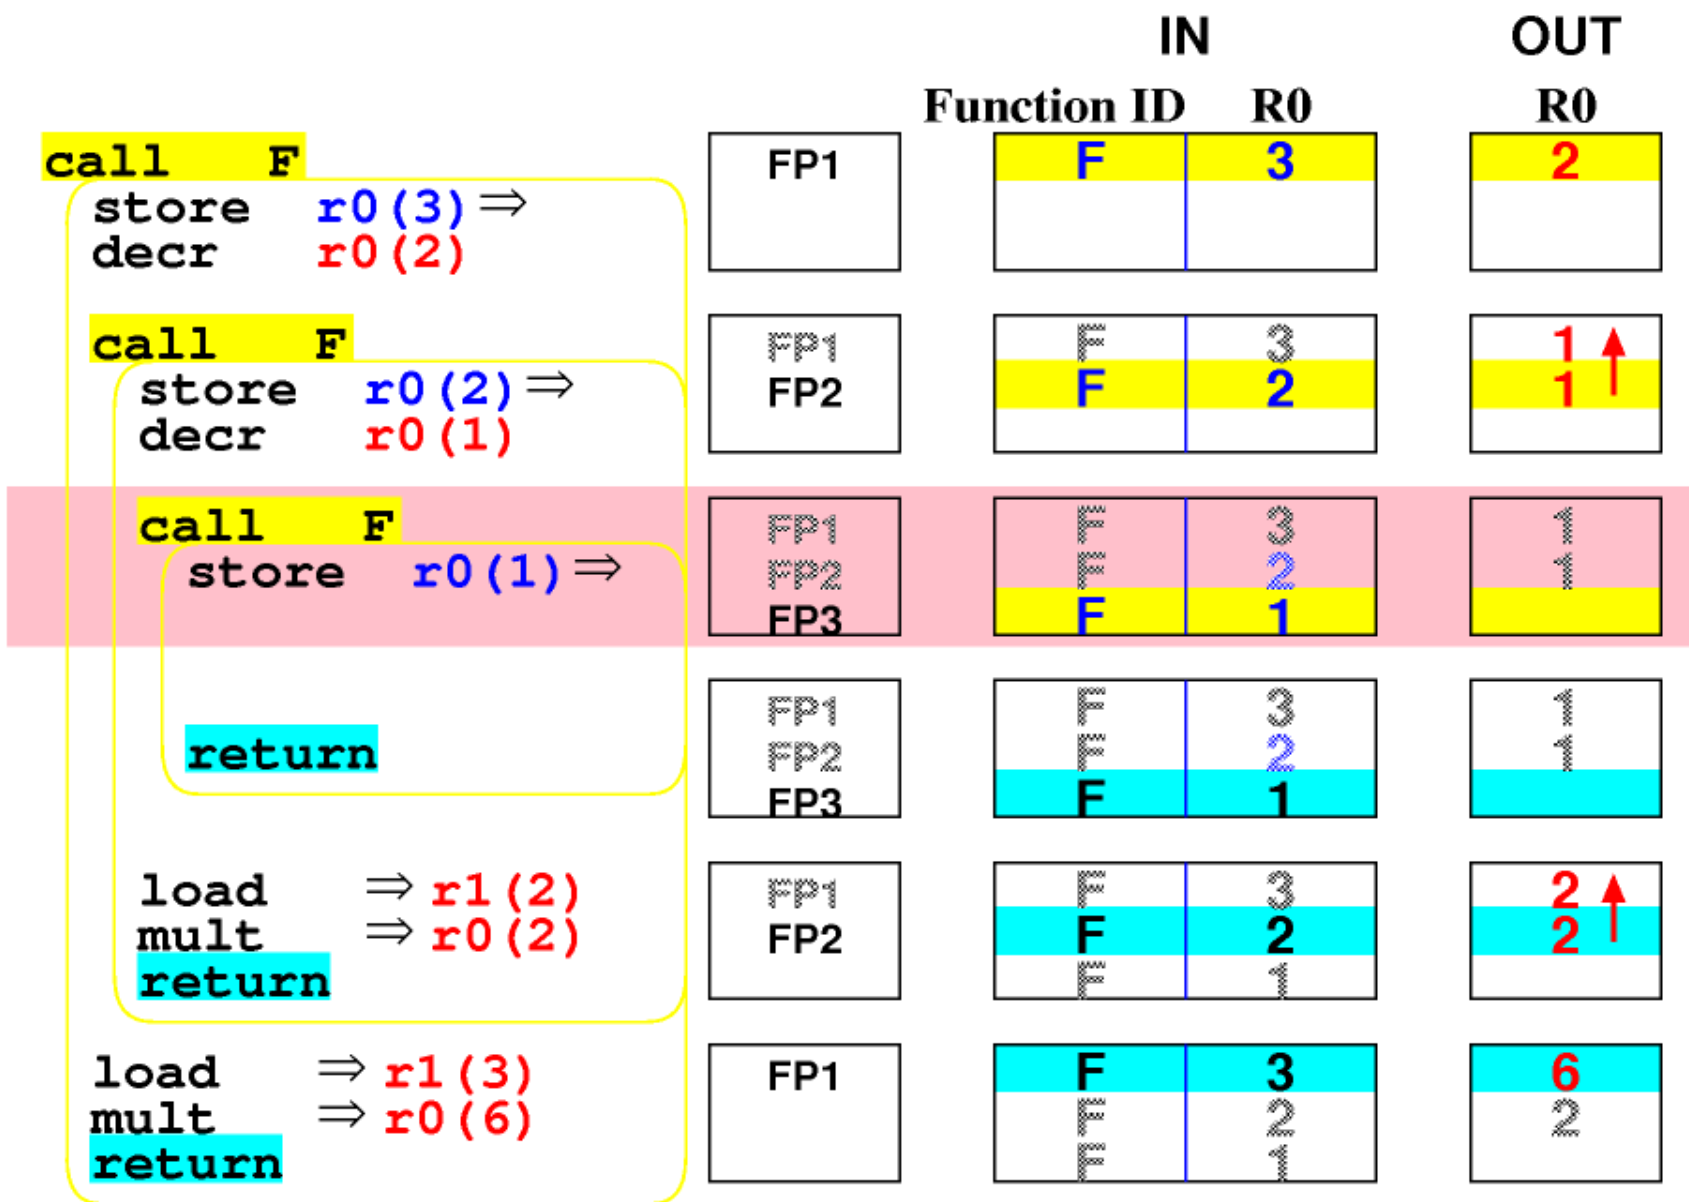 IN OUT
Function ID R0 R0
call F FP1 F 3 2
store r0(3) ⇒
decr r0(2)
call F FP1 F 3 1
store r0(2) ⇒ FP2 F 2 1
decr r0(1)
call F FP1 F 3 1
store r0(1) ⇒ FP2 F 2 1
FP3 F 1
FP1 F 3 1
return FP2 F 2 1
FP3 F 1
load ⇒ r1(2) FP1 F 3 2
mult ⇒ r0(2) FP2 F 2 2
return F 1
load ⇒ r1(3) FP1 F 3 6
mult ⇒ r0(6) F 2 2
return F 1